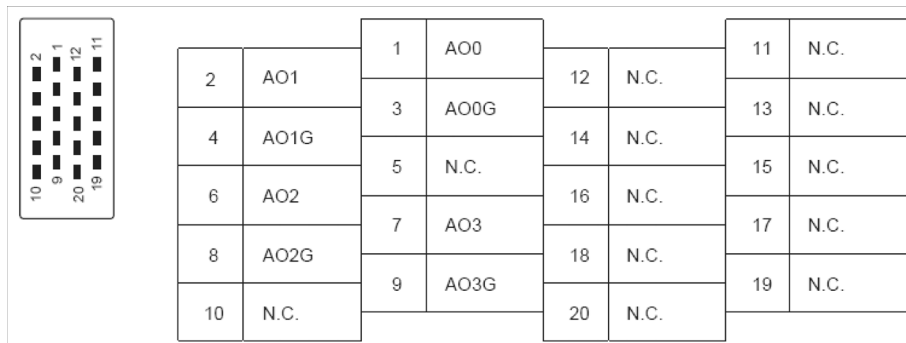 2 1 12 11
10 9 20 19
1 AO0 11 N.C.
2 AO1 12 N.C.
3 AO0G 13 N.C.
4 AO1G 14 N.C.
5 N.C. 15 N.C.
6 AO2 16 N.C.
7 AO3 17 N.C.
8 AO2G 18 N.C.
9 AO3G 19 N.C.
10 N.C. 20 N.C.